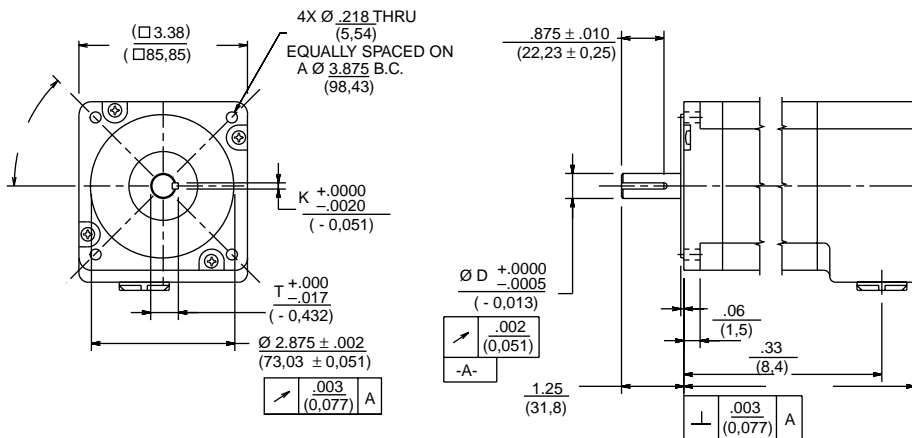 (□ 3.38)
(□85,85)
4X Ø .218 THRU
(5,54)
EQUALLY SPACED ON
A Ø 3.875 B.C.
(98,43)
K +.0000
–.0020
( - 0,051)
T +.000
–.017
( - 0,432)
Ø 2.875 ± .002
(73,03 ± 0,051)
↗ .003
(0,077) A
.875 ± .010
(22,23 ± 0,25)
Ø D +.0000
–.0005
( - 0,013)
↗ .002
(0,051)
-A-
.06
(1,5)
.33
(8,4)
1.25
(31,8)
⊥ .003
(0,077) A